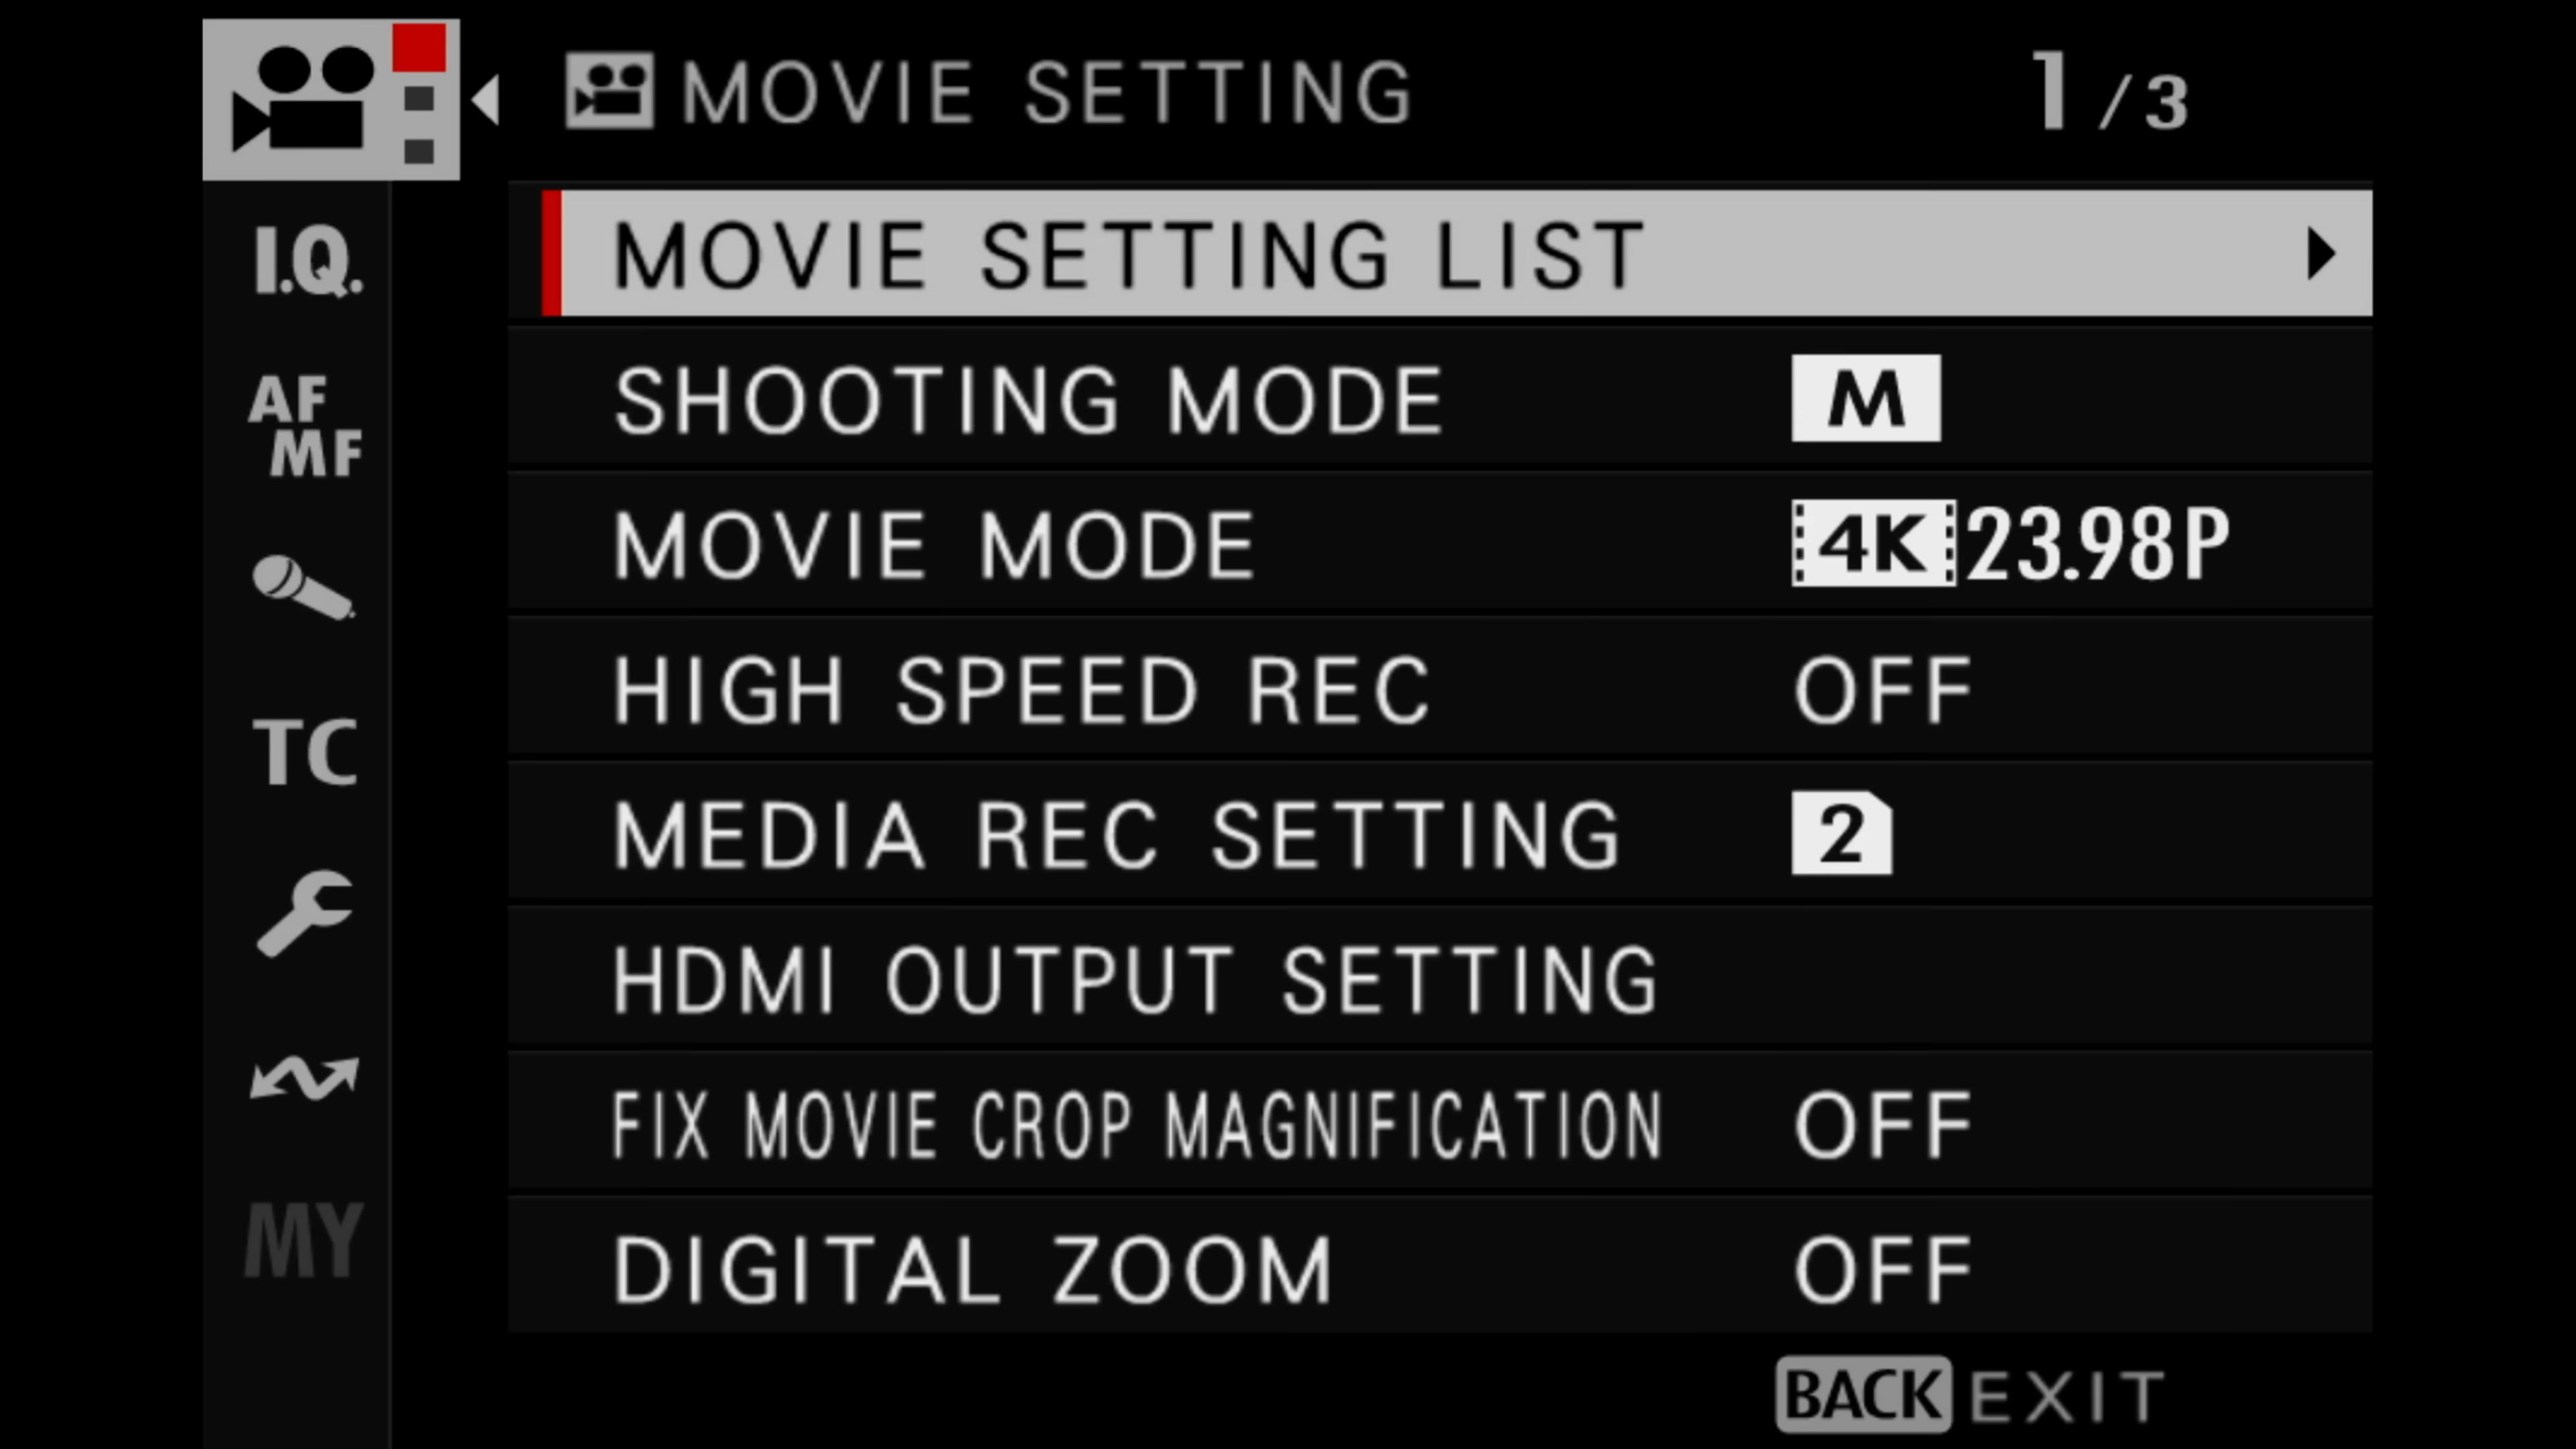 MOVIE SETTING 1/3
I.Q.
AF
MF
TC
MY
MOVIE SETTING LIST
SHOOTING MODE M
MOVIE MODE 4K 23.98P
HIGH SPEED REC OFF
MEDIA REC SETTING 2
HDMI OUTPUT SETTING
FIX MOVIE CROP MAGNIFICATION OFF
DIGITAL ZOOM OFF
BACK EXIT